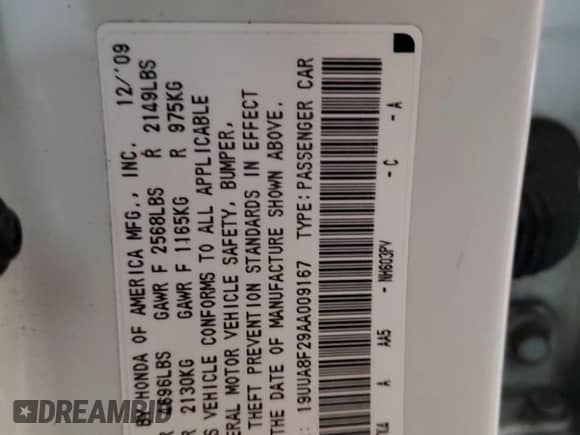 BY HONDA OF AMERICA MFG., INC. 12/'09
4696LBS GAWR F 2568LBS R 2149LBS
2130KG GAWR F 1165KG R 975KG
VEHICLE CONFORMS TO ALL APPLICABLE
MOTOR VEHICLE SAFETY, BUMPER,
THEFT PREVENTION STANDARDS IN EFFECT
THE DATE OF MANUFACTURE SHOWN ABOVE.
19UUA8F29AA009167 TYPE: PASSENGER CAR
A AA5 - NH603PV - C - A
DREAMBID